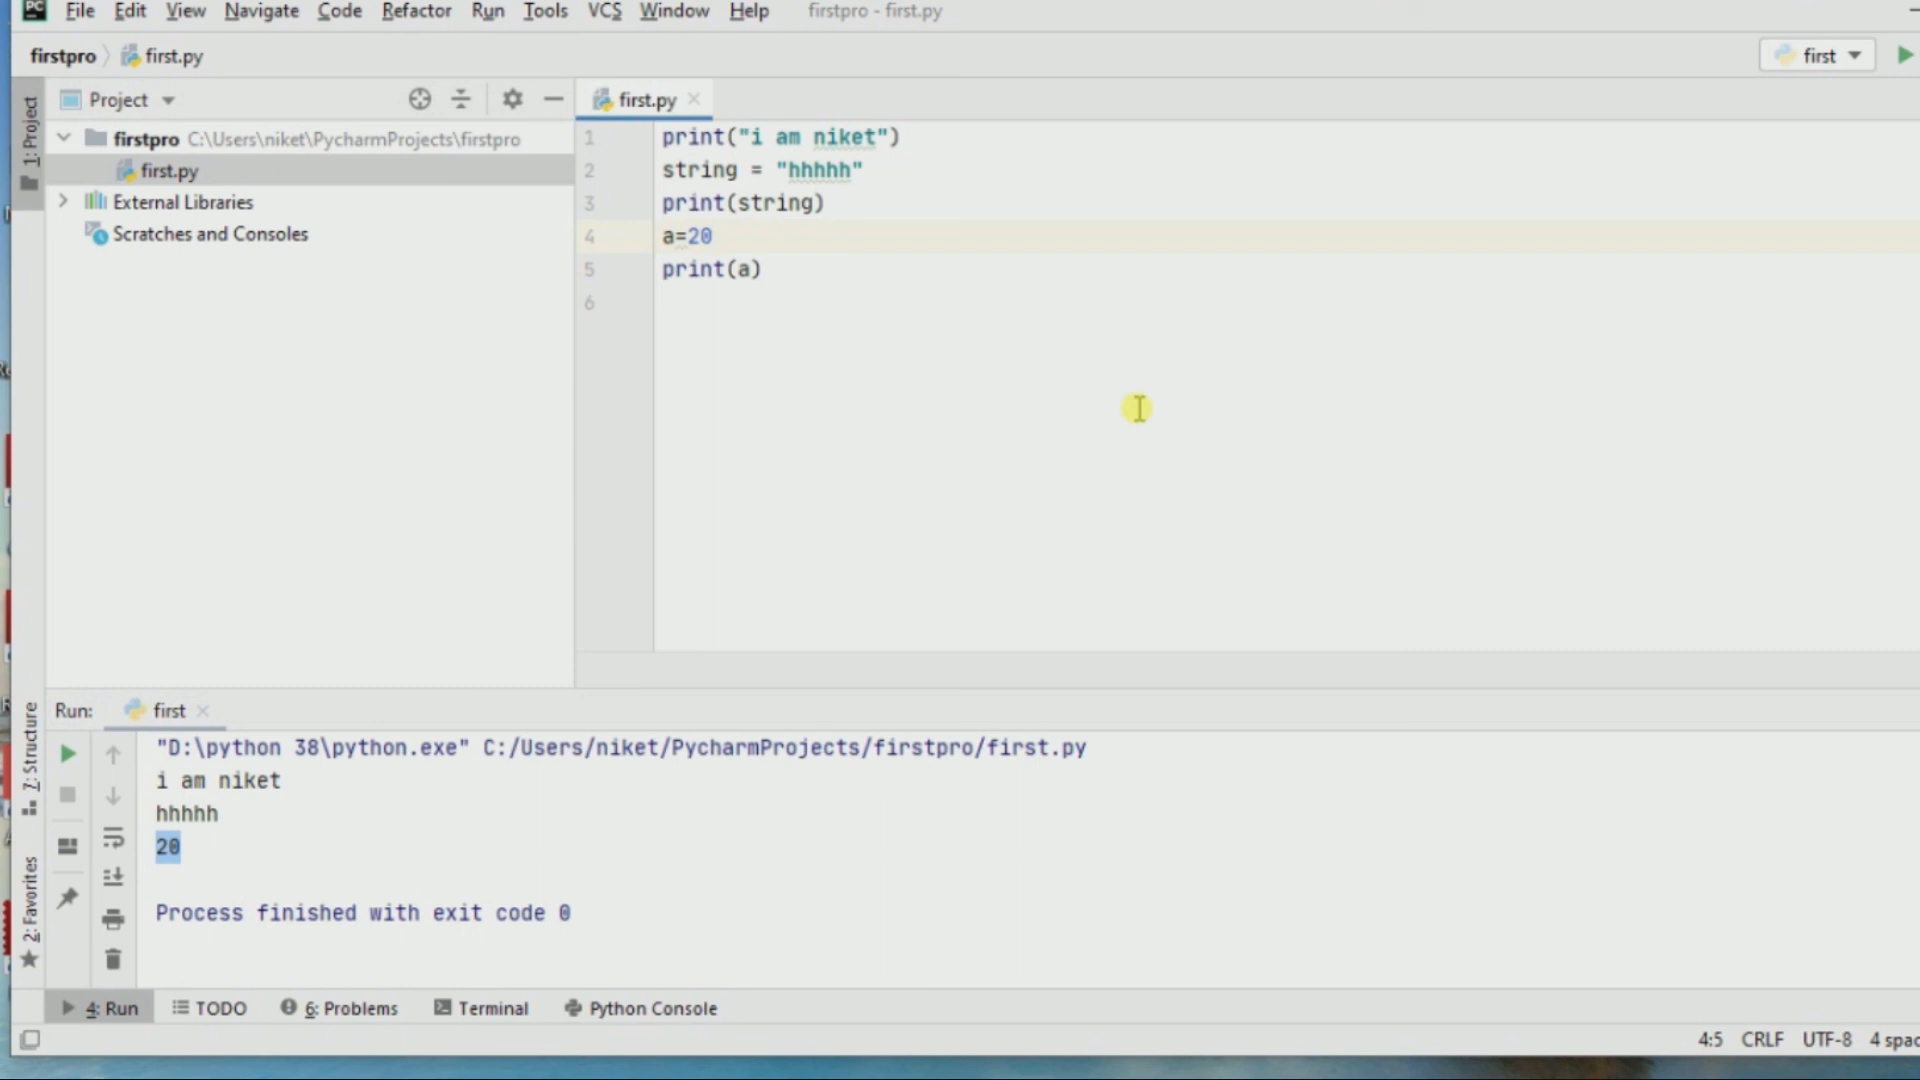 PC File Edit View Navigate Code Refactor Run Tools VCS Window Help firstpro - first.py
firstpro first.py first
1: Project
Project
first.py
firstpro C:\Users\niket\PycharmProjects\firstpro
first.py
External Libraries
Scratches and Consoles
1 print("i am niket")
2 string = "hhhhh"
3 print(string)
4 a=20
5 print(a)
6
7: Structure
2: Favorites
Run: first
"D:\python 38\python.exe" C:/Users/niket/PycharmProjects/firstpro/first.py
i am niket
hhhhh
20
Process finished with exit code 0
4: Run TODO 6: Problems Terminal Python Console
4:5 CRLF UTF-8 4 spac